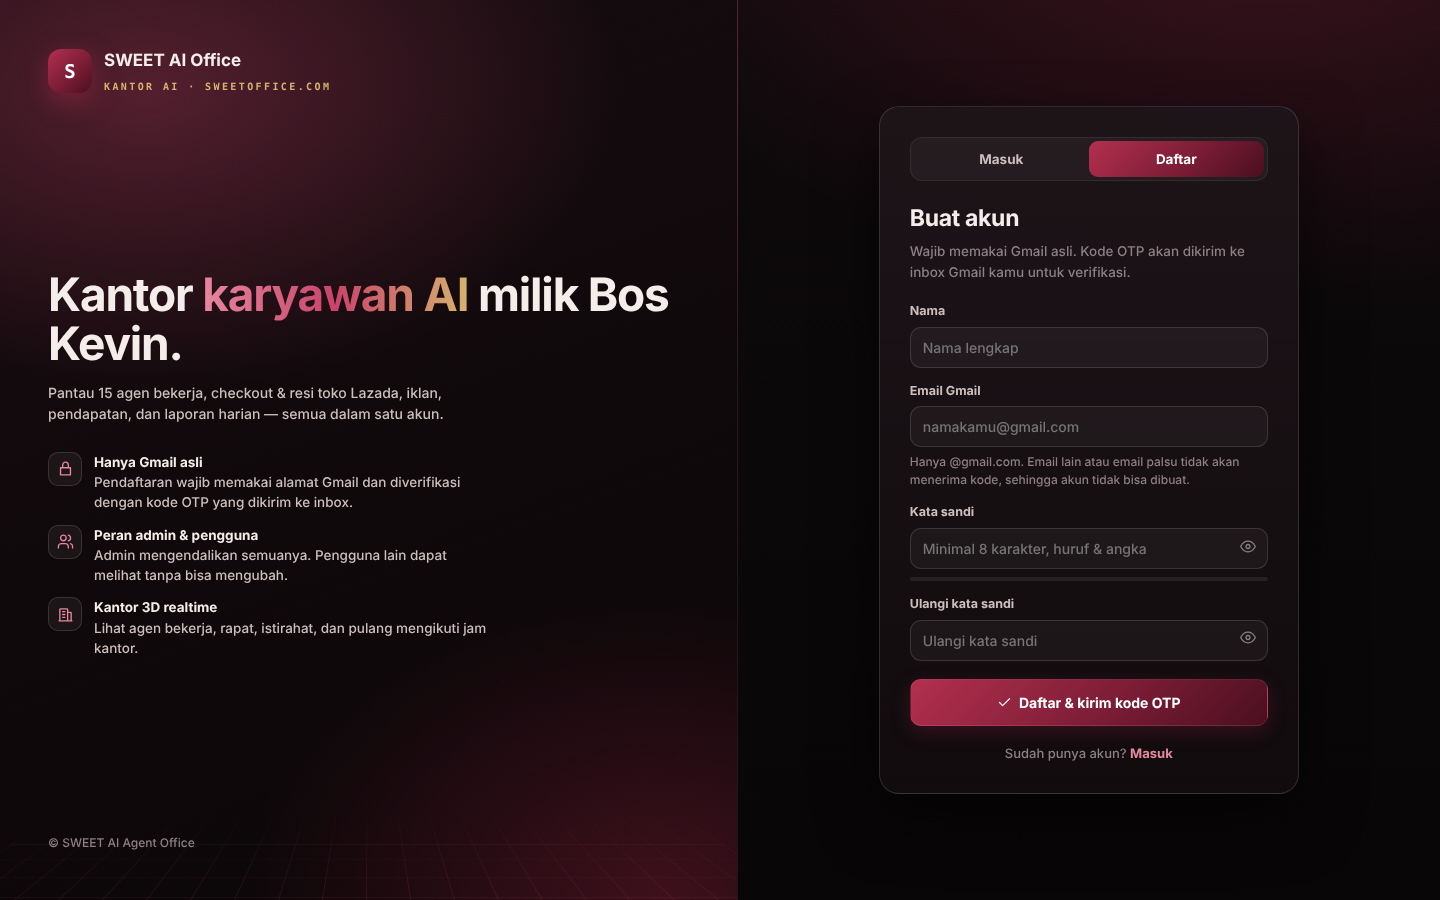 S
SWEET AI Office
KANTOR AI · SWEETOFFICE.COM
Kantor karyawan AI milik Bos
Kevin.
Pantau 15 agen bekerja, checkout & resi toko Lazada, iklan,
pendapatan, dan laporan harian — semua dalam satu akun.
Hanya Gmail asli
Pendaftaran wajib memakai alamat Gmail dan diverifikasi
dengan kode OTP yang dikirim ke inbox.
Peran admin & pengguna
Admin mengendalikan semuanya. Pengguna lain dapat
melihat tanpa bisa mengubah.
Kantor 3D realtime
Lihat agen bekerja, rapat, istirahat, dan pulang mengikuti jam
kantor.
© SWEET AI Agent Office
Masuk
Daftar
Buat akun
Wajib memakai Gmail asli. Kode OTP akan dikirim ke
inbox Gmail kamu untuk verifikasi.
Nama
Nama lengkap
Email Gmail
namakamu@gmail.com
Hanya @gmail.com. Email lain atau email palsu tidak akan
menerima kode, sehingga akun tidak bisa dibuat.
Kata sandi
Minimal 8 karakter, huruf & angka
Ulangi kata sandi
Ulangi kata sandi
Daftar & kirim kode OTP
Sudah punya akun? Masuk